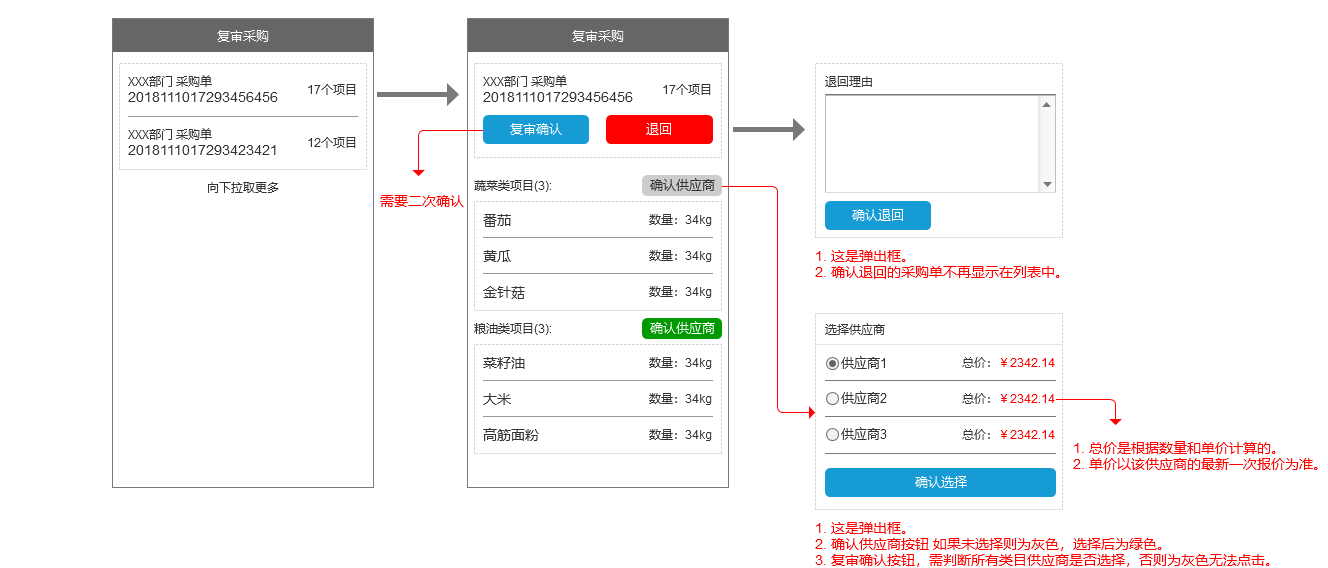 复审采购
XXX部门 采购单
2018111017293456456
17个项目
XXX部门 采购单
2018111017293423421
12个项目
向下拉取更多
需要二次确认
复审采购
XXX部门 采购单
2018111017293456456
17个项目
复审确认
退回
蔬菜类项目(3):
确认供应商
番茄
数量：34kg
黄瓜
数量：34kg
金针菇
数量：34kg
粮油类项目(3):
确认供应商
菜籽油
数量：34kg
大米
数量：34kg
高筋面粉
数量：34kg
退回理由
确认退回
1. 这是弹出框。
2. 确认退回的采购单不再显示在列表中。
选择供应商
供应商1
总价：￥2342.14
供应商2
总价：￥2342.14
供应商3
总价：￥2342.14
确认选择
1. 总价是根据数量和单价计算的。
2. 单价以该供应商的最新一次报价为准。
1. 这是弹出框。
2. 确认供应商按钮 如果未选择则为灰色，选择后为绿色。
3. 复审确认按钮，需判断所有类目供应商是否选择，否则为灰色无法点击。